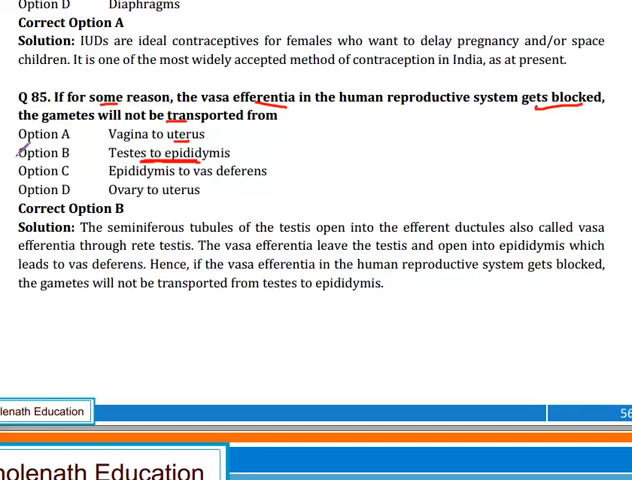 Option D Diaphragms
Correct Option A
Solution: IUDs are ideal contraceptives for females who want to delay pregnancy and/or space
children. It is one of the most widely accepted method of contraception in India, as at present.
Q 85. If for some reason, the vasa efferentia in the human reproductive system gets blocked,
the gametes will not be transported from
Option A Vagina to uterus
Option B Testes to epididymis
Option C Epididymis to vas deferens
Option D Ovary to uterus
Correct Option B
Solution: The seminiferous tubules of the testis open into the efferent ductules also called vasa
efferentia through rete testis. The vasa efferentia leave the testis and open into epididymis which
leads to vas deferens. Hence, if the vasa efferentia in the human reproductive system gets blocked,
the gametes will not be transported from testes to epididymis.
lenath Education
56
holenath Education